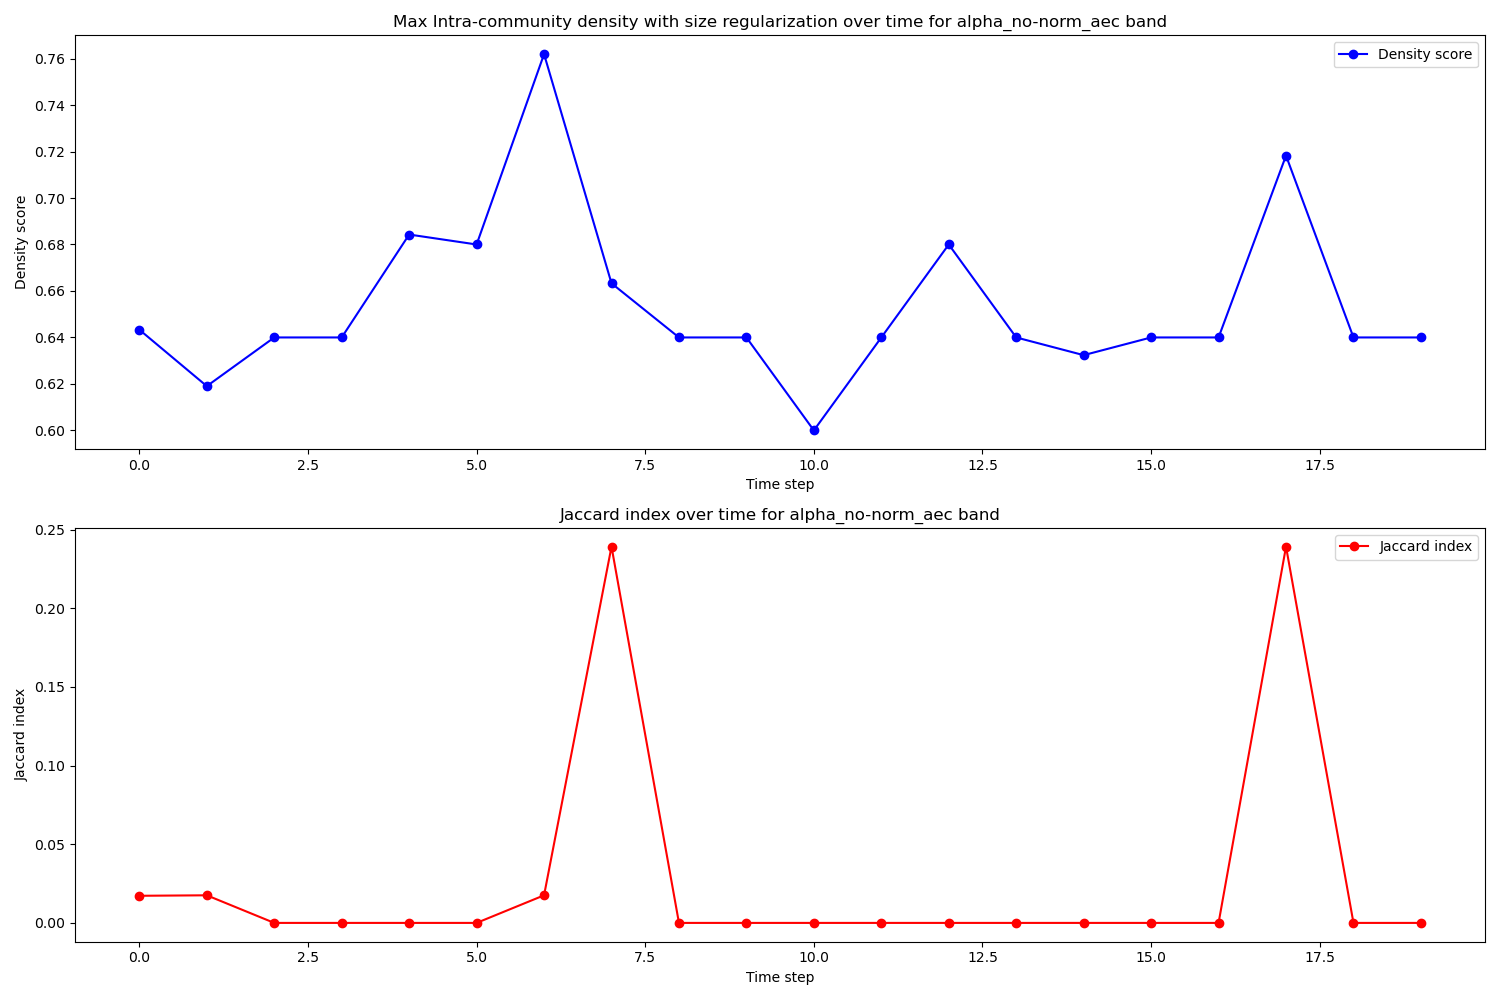 Max Intra-community density with size regularization over time for alpha_no-norm_aec band
Density score
0.76
0.74
0.72
0.70
0.68
0.66
0.64
0.62
0.60
Density score
0.0 2.5 5.0 7.5 10.0 12.5 15.0 17.5
Time step
Jaccard index over time for alpha_no-norm_aec band
Jaccard index
0.25
0.20
0.15
0.10
0.05
0.00
Jaccard index
0.0 2.5 5.0 7.5 10.0 12.5 15.0 17.5
Time step